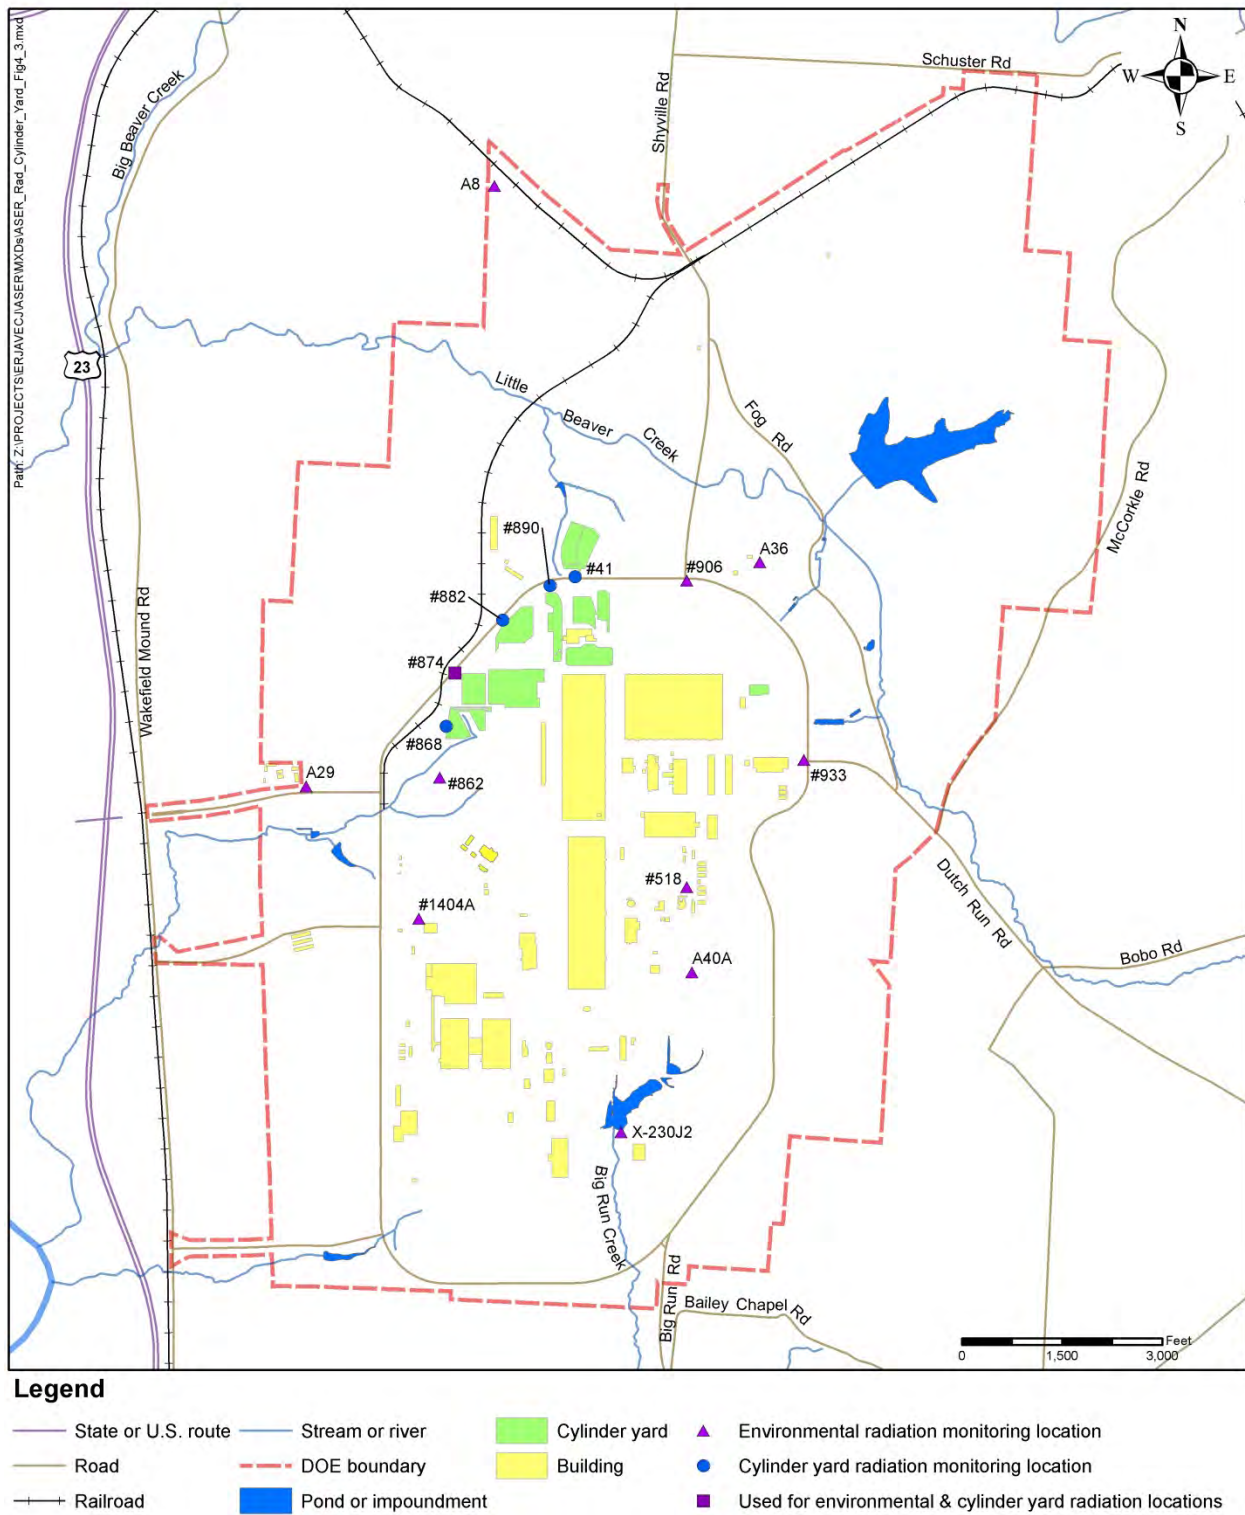 Path: Z:\PROJECTS\ERJAVECJ\ASER\MXDs\ASER_Rad_Cylinder_Yard_Fig4_3.mxd
N
W E
S
Schuster Rd
Shyville Rd
Big Beaver Creek
A8
23
Little
Beaver
Creek
Fog Rd
McCorkle Rd
#890
#41
A36
#906
#882
Wakefield Mound Rd
#874
#868
A29
#862
#933
#518
#1404A
Dutch Run Rd
A40A
Bobo Rd
X-230J2
Big Run Creek
Big Run Rd
Bailey Chapel Rd
Feet
0 1,500 3,000
Legend
State or U.S. route
Stream or river
Cylinder yard
Environmental radiation monitoring location
Road
DOE boundary
Building
Cylinder yard radiation monitoring location
Railroad
Pond or impoundment
Used for environmental & cylinder yard radiation locations